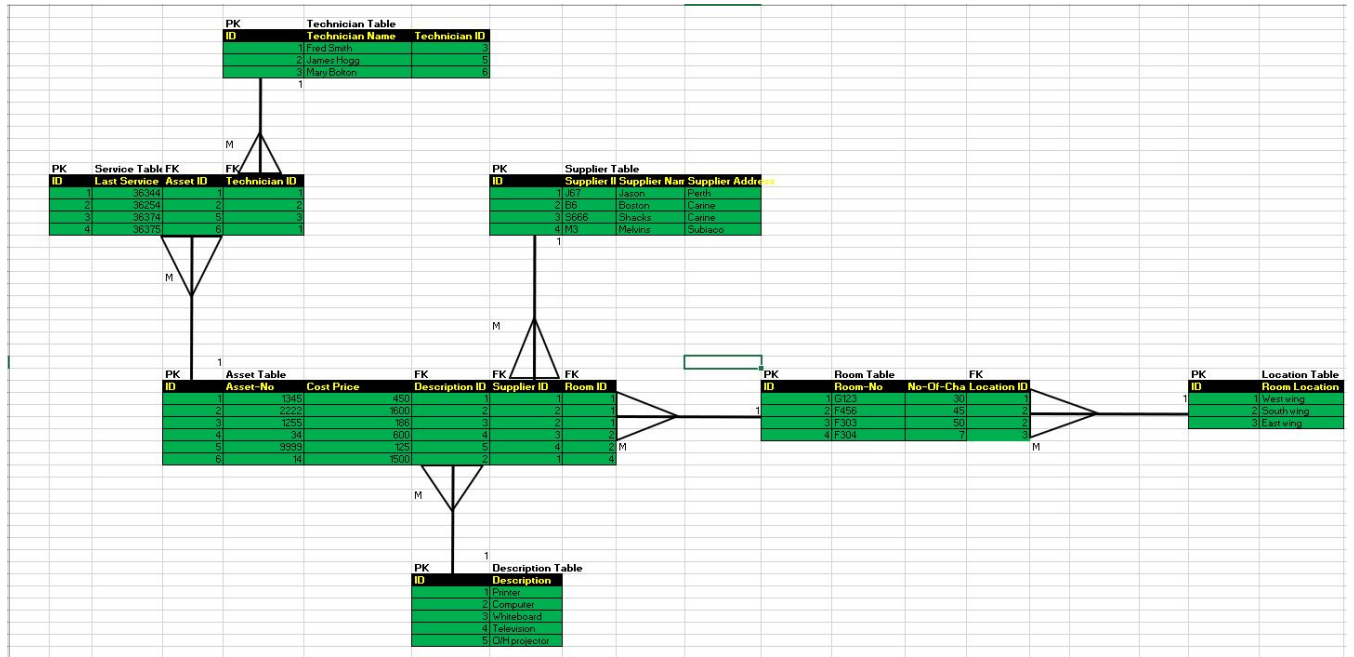 PK Technician Table
ID Technician Name Technician ID
1 Fred Smith 3
2 James Hogg 5
3 Mary Bolton 6
1
M
PK Service Tabl FK FK
ID Last Service Asset ID Technician ID
1 36344 1 1
2 36254 2 2
3 36374 5 3
4 36375 6 1
M
1
PK Supplier Table
ID Supplier I Supplier Nam Supplier Address
1 J67 Jason Perth
2 B6 Boston Carine
3 S666 Shacks Carine
4 M3 Melvins Subiaco
1
M
PK Asset Table FK FK FK
ID Asset-No Cost Price Description ID Supplier ID Room ID
1 1345 450 1 1 1
2 2222 1600 2 2 1
3 1255 186 3 2 1
4 34 600 4 3 2
5 9999 125 5 4 2
6 14 1500 2 1 4
M
1
PK Room Table FK
ID Room-No No-Of-Cha Location ID
1 G123 30 1
2 F456 45 2
3 F303 50 2
4 F304 7 3
M
1
PK Location Table
ID Room Location
1 West wing
2 South wing
3 East wing
M
1
PK Description Table
ID Description
1 Printer
2 Computer
3 Whiteboard
4 Television
5 O/H projector